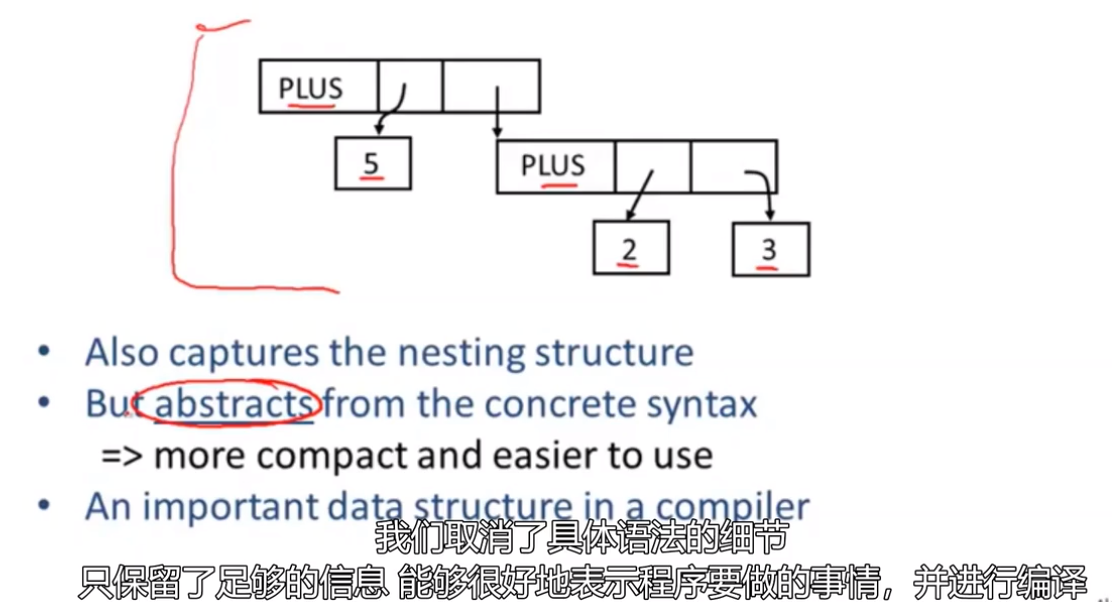 PLUS
5
PLUS
2
3
• Also captures the nesting structure
• But abstracts from the concrete syntax
=> more compact and easier to use
• An important data structure in a compiler
我们取消了具体语法的细节
只保留了足够的信息 能够很好地表示程序要做的事情，并进行编译